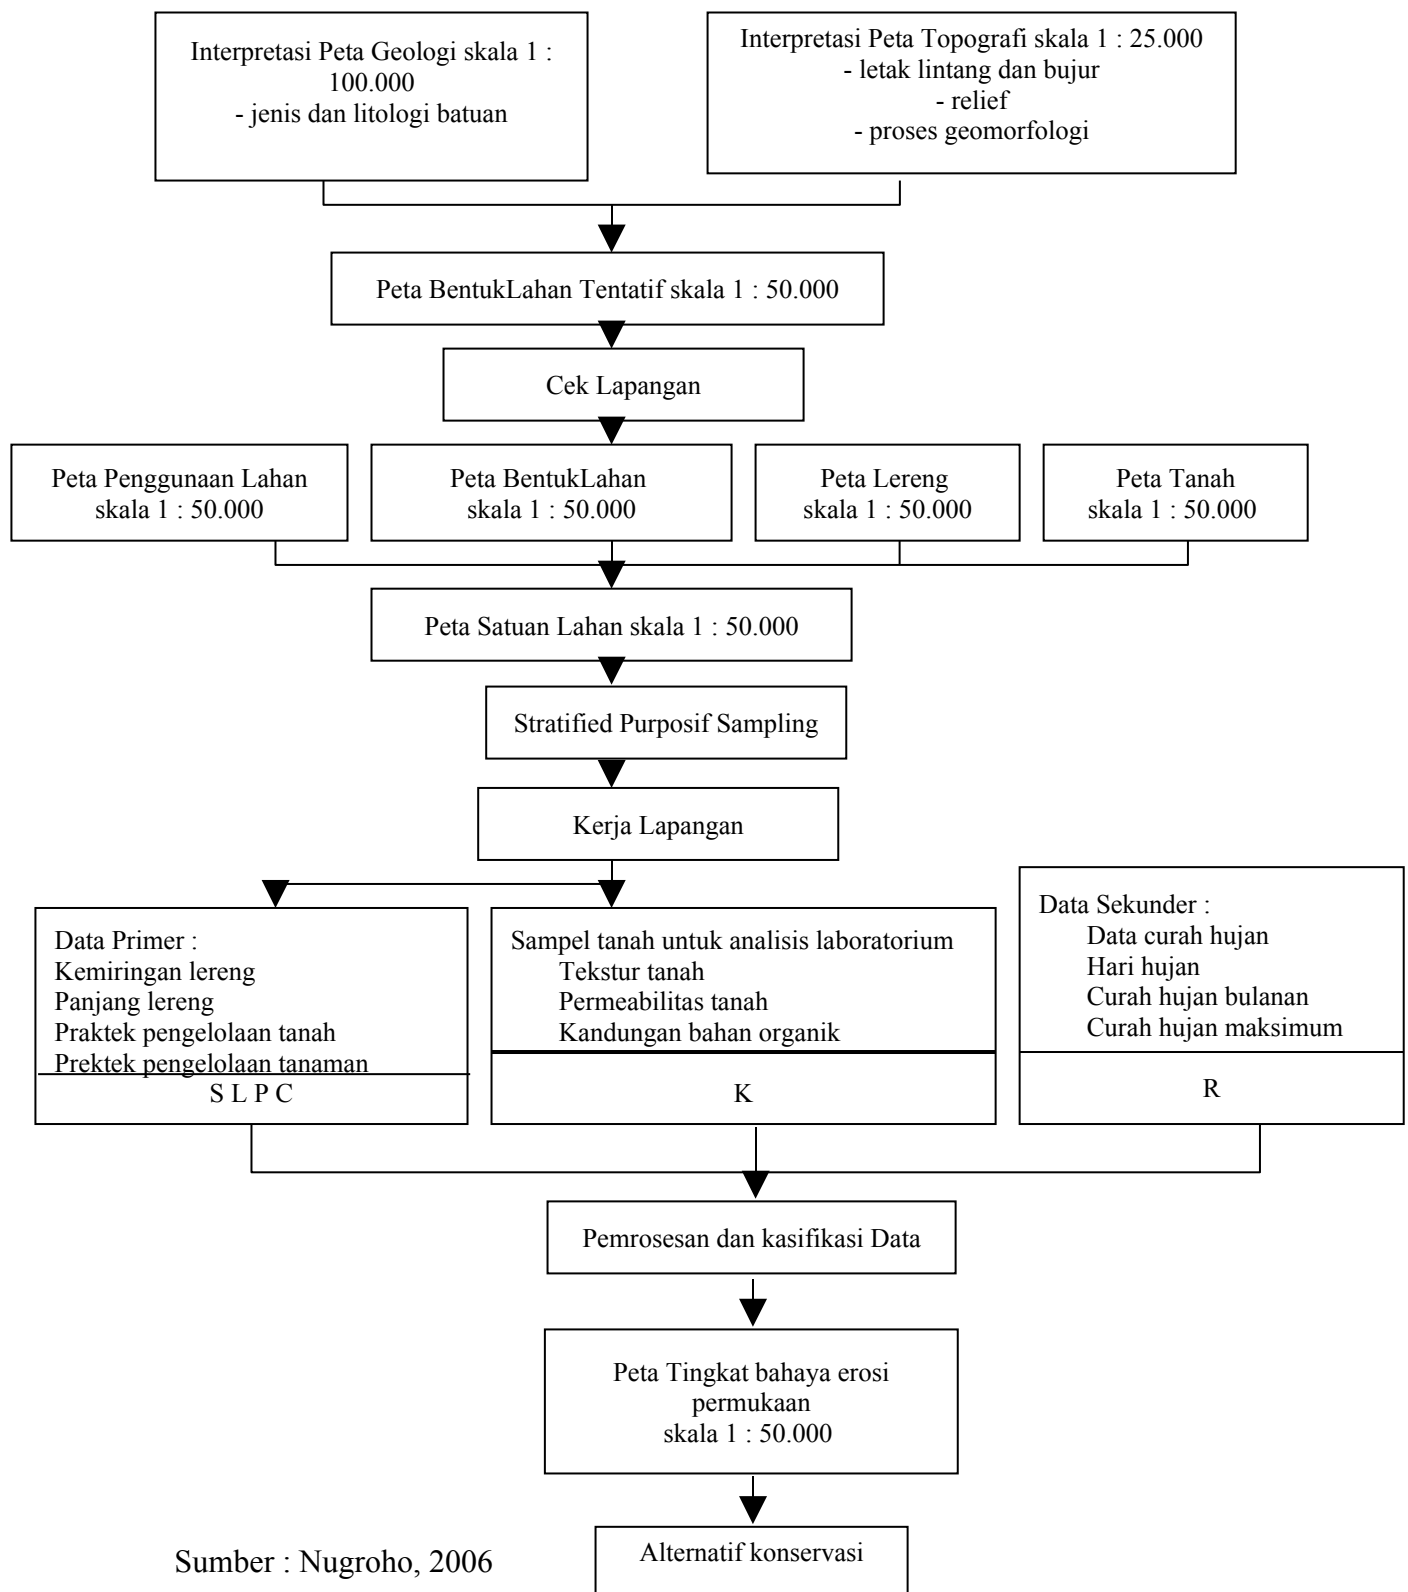 Interpretasi Peta Geologi skala 1 :
100.000
- jenis dan litologi batuan
Interpretasi Peta Topografi skala 1 : 25.000
- letak lintang dan bujur
- relief
- proses geomorfologi
Peta BentukLahan Tentatif skala 1 : 50.000
Cek Lapangan
Peta Penggunaan Lahan
skala 1 : 50.000
Peta BentukLahan
skala 1 : 50.000
Peta Lereng
skala 1 : 50.000
Peta Tanah
skala 1 : 50.000
Peta Satuan Lahan skala 1 : 50.000
Stratified Purposif Sampling
Kerja Lapangan
Data Primer :
Kemiringan lereng
Panjang lereng
Praktek pengelolaan tanah
Prektek pengelolaan tanaman
S L P C
Sampel tanah untuk analisis laboratorium
Tekstur tanah
Permeabilitas tanah
Kandungan bahan organik
K
Data Sekunder :
Data curah hujan
Hari hujan
Curah hujan bulanan
Curah hujan maksimum
R
Pemrosesan dan kasifikasi Data
Peta Tingkat bahaya erosi
permukaan
skala 1 : 50.000
Alternatif konservasi
Sumber : Nugroho, 2006